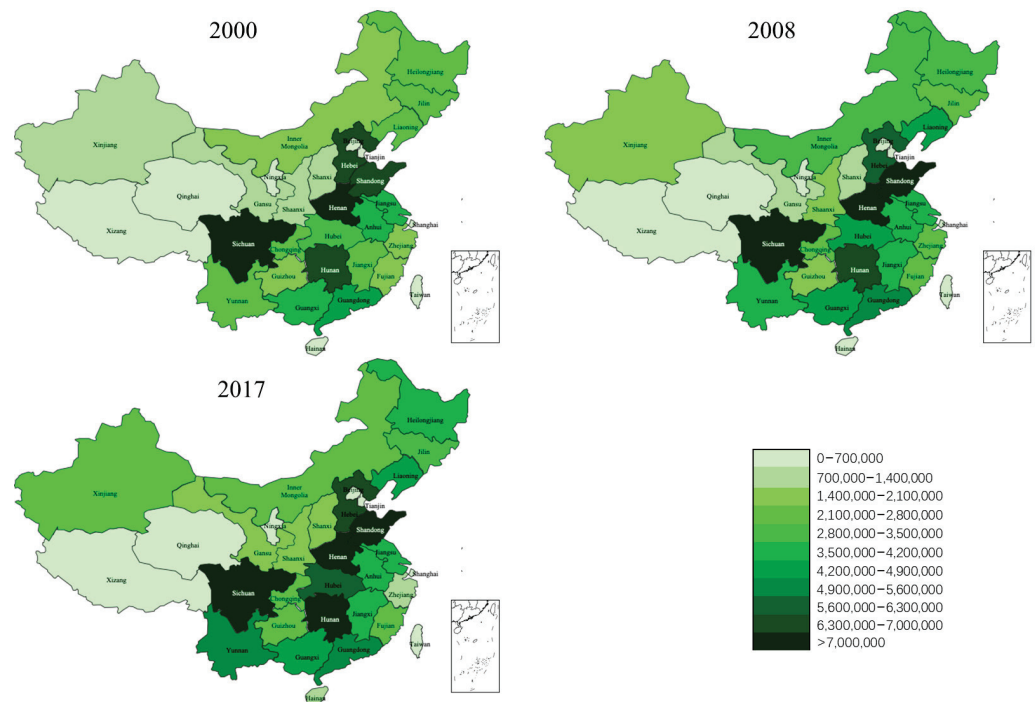 2000
Heilongjiang
Jilin
Liaoning
Xinjiang
Inner
Mongolia
Beijing
Tianjin
Hebei
Ningxia
Shanxi
Shandong
Qinghai
Gansu
Shaanxi
Henan
Jiangsu
Xizang
Anhui
Shanghai
Sichuan
Hubei
Chongqing
Zhejiang
Hunan
Jiangxi
Guizhou
Fujian
Yunnan
Guangxi
Guangdong
Taiwan
Hainan
2008
Heilongjiang
Jilin
Liaoning
Xinjiang
Inner
Mongolia
Beijing
Tianjin
Hebei
Ningxia
Shanxi
Shandong
Qinghai
Gansu
Shaanxi
Henan
Jiangsu
Xizang
Anhui
Shanghai
Sichuan
Hubei
Chongqing
Zhejiang
Hunan
Jiangxi
Guizhou
Fujian
Yunnan
Guangxi
Guangdong
Taiwan
Hainan
2017
Heilongjiang
Jilin
Liaoning
Xinjiang
Inner
Mongolia
Beijing
Tianjin
Hebei
Ningxia
Shanxi
Shandong
Qinghai
Gansu
Shaanxi
Henan
Jiangsu
Xizang
Anhui
Shanghai
Sichuan
Hubei
Chongqing
Zhejiang
Hunan
Jiangxi
Guizhou
Fujian
Yunnan
Guangxi
Guangdong
Taiwan
Hainan
0−700,000
700,000−1,400,000
1,400,000−2,100,000
2,100,000−2,800,000
2,800,000−3,500,000
3,500,000−4,200,000
4,200,000−4,900,000
4,900,000−5,600,000
5,600,000−6,300,000
6,300,000−7,000,000
>7,000,000